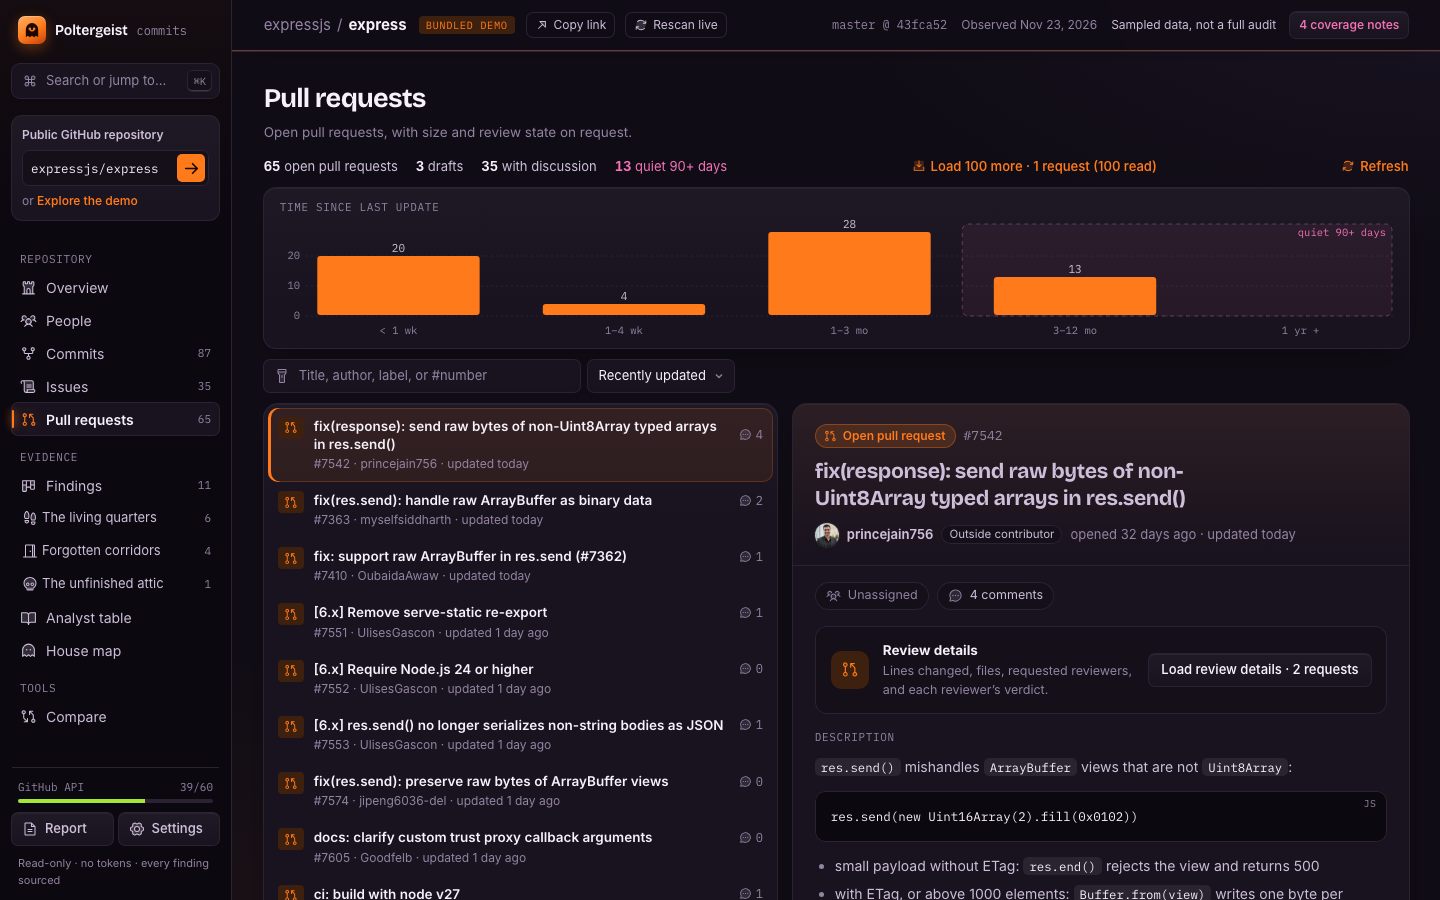 Poltergeist commits
Search or jump to... ⌘K
Public GitHub repository
expressjs/express
or Explore the demo
REPOSITORY
Overview
People
Commits 87
Issues 35
Pull requests 65
EVIDENCE
Findings 11
The living quarters 6
Forgotten corridors 4
The unfinished attic 1
Analyst table
House map
TOOLS
Compare
GitHub API 39/60
Report
Settings
Read-only · no tokens · every finding
sourced
expressjs / express BUNDLED DEMO Copy link Rescan live master @ 43fca52 Observed Nov 23, 2026 Sampled data, not a full audit 4 coverage notes
Pull requests
Open pull requests, with size and review state on request.
65 open pull requests 3 drafts 35 with discussion 13 quiet 90+ days Load 100 more · 1 request (100 read) Refresh
TIME SINCE LAST UPDATE
quiet 90+ days
20
10
0
20
4
28
13
< 1 wk
1–4 wk
1–3 mo
3–12 mo
1 yr +
Title, author, label, or #number
Recently updated
fix(response): send raw bytes of non-Uint8Array typed arrays
in res.send()
4
#7542 · princejain756 · updated today
fix(res.send): handle raw ArrayBuffer as binary data 2
#7363 · myselfsiddharth · updated today
fix: support raw ArrayBuffer in res.send (#7362) 1
#7410 · OubaidaAwaw · updated today
[6.x] Remove serve-static re-export 1
#7551 · UlisesGascon · updated 1 day ago
[6.x] Require Node.js 24 or higher 0
#7552 · UlisesGascon · updated 1 day ago
[6.x] res.send() no longer serializes non-string bodies as JSON 1
#7553 · UlisesGascon · updated 1 day ago
fix(res.send): preserve raw bytes of ArrayBuffer views 0
#7574 · jipeng6036-del · updated 1 day ago
docs: clarify custom trust proxy callback arguments 0
#7605 · Goodfelb · updated 1 day ago
ci: build with node v27 1
Open pull request #7542
fix(response): send raw bytes of non-
Uint8Array typed arrays in res.send()
princejain756 Outside contributor opened 32 days ago · updated today
Unassigned 4 comments
Review details
Lines changed, files, requested reviewers,
and each reviewer's verdict.
Load review details · 2 requests
DESCRIPTION
res.send() mishandles ArrayBuffer views that are not Uint8Array :
JS
res.send(new Uint16Array(2).fill(0x0102))
• small payload without ETag: res.end() rejects the view and returns 500
• with ETag, or above 1000 elements: Buffer.from(view) writes one byte per